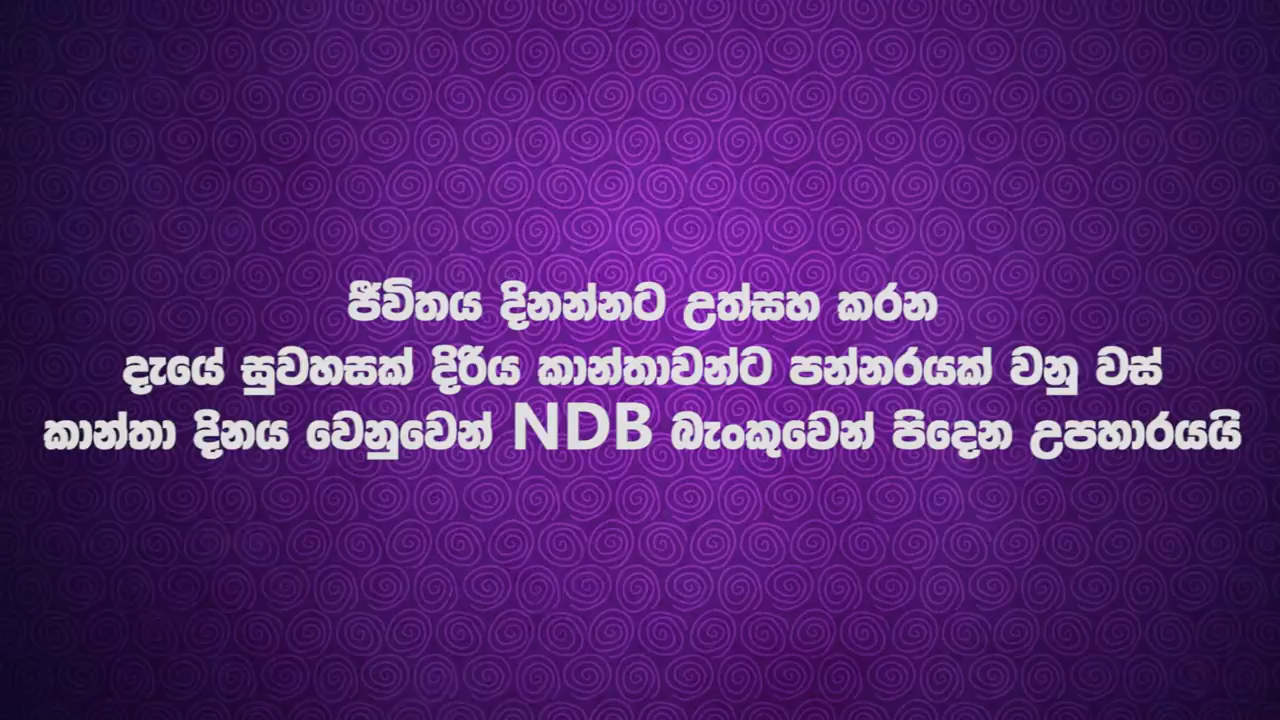 ජීවිතය දිනන්නට උත්සහ කරන
දැයේ සුවහසක් දිරිය කාන්තාවන්ට පන්නරයක් වනු වස්
කාන්තා දිනය වෙනුවෙන් NDB බැංකුවෙන් පිදෙන උපහාරයයි